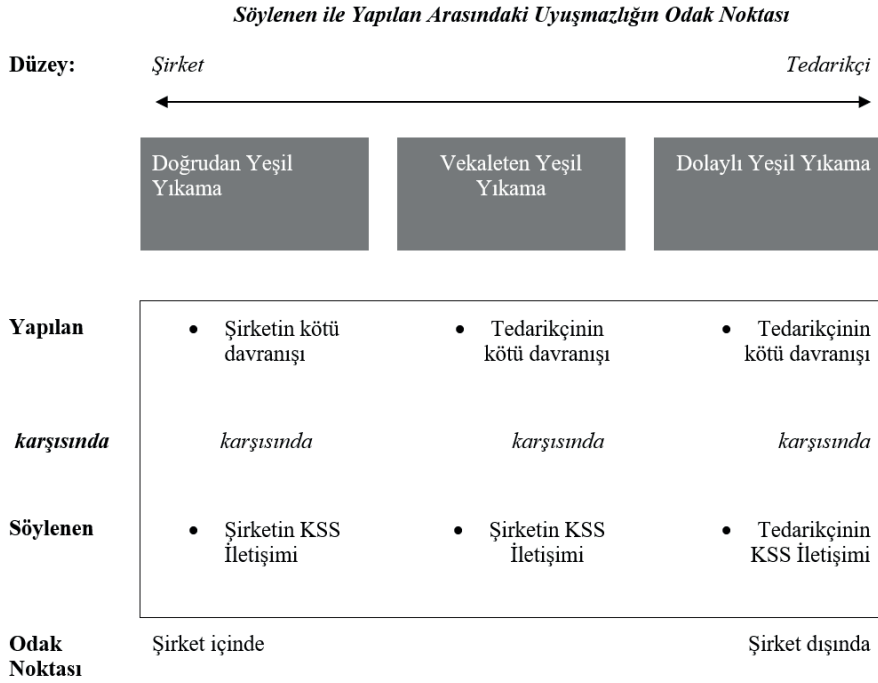 Söylenen ile Yapılan Arasındaki Uyuşmazlığın Odak Noktası
Düzey: Şirket Tedarikçi
Doğrudan Yeşil Yıkama
Vekaleten Yeşil Yıkama
Dolaylı Yeşil Yıkama
Yapılan
• Şirketin kötü davranışı
• Tedarikçinin kötü davranışı
• Tedarikçinin kötü davranışı
karşısında karşısında karşısında karşısında
Söylenen
• Şirketin KSS İletişimi
• Şirketin KSS İletişimi
• Tedarikçinin KSS İletişimi
Odak Noktası
Şirket içinde Şirket dışında